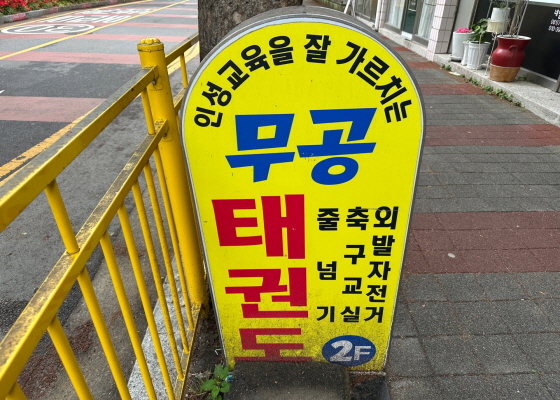 인성교육을 잘 가르치는
무공
태권도
줄넘기
축구교실
외발자전거
2F